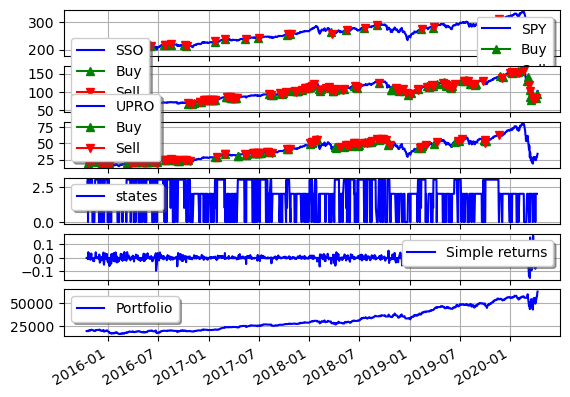 300
200
SPY
Buy
Sell
SSO
Buy
Sell
150
100
50
UPRO
Buy
Sell
75
50
25
states
2.5
0.0
Simple returns
0.1
0.0
−0.1
Portfolio
50000
25000
2016-01 2016-07 2017-01 2017-07 2018-01 2018-07 2019-01 2019-07 2020-01